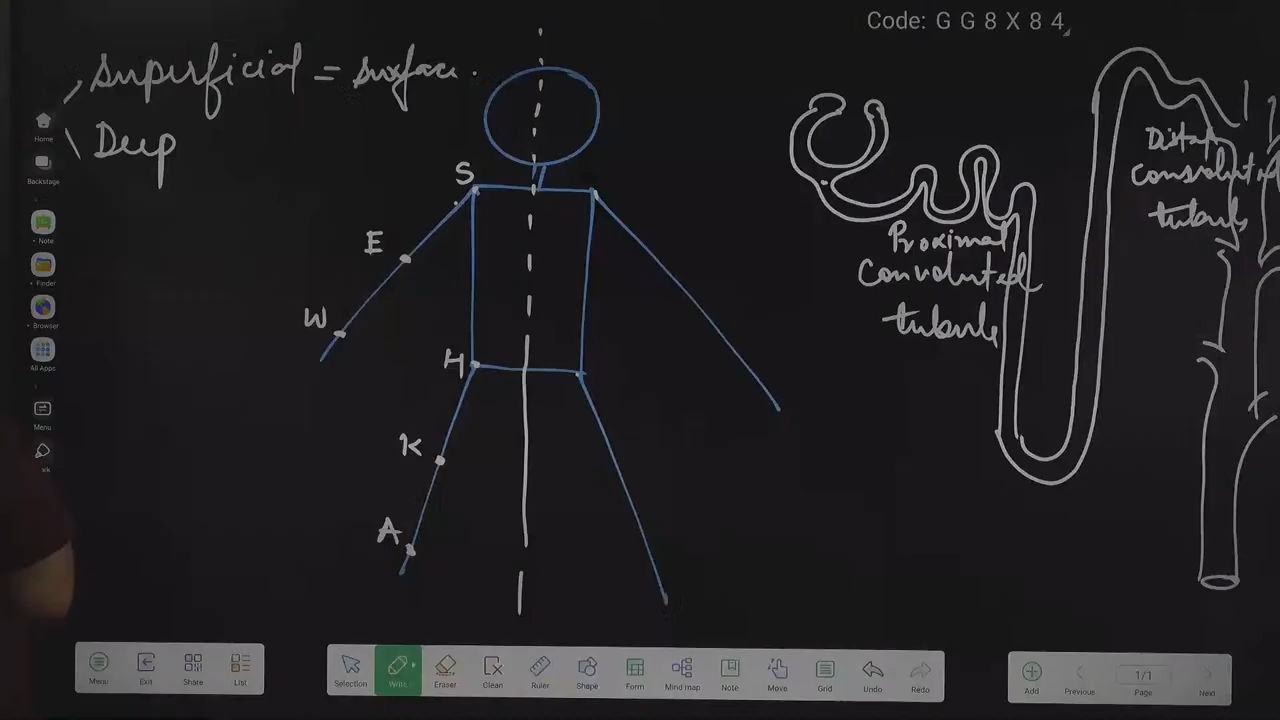 Code: G G 8 X 8 4
superficial = surface.
Deep
S
E
W
H
K
A
Proximal
Convoluted
tubule
Distal
convoluted
tubule
Home
Backstage
Note
Finder
Browser
All Apps
Menu
Menu
Exit
Share
List
Selection
Write
Eraser
Clean
Ruler
Shape
Form
Mind map
Note
Move
Grid
Undo
Redo
Add
Previous
1/1
Page
Next